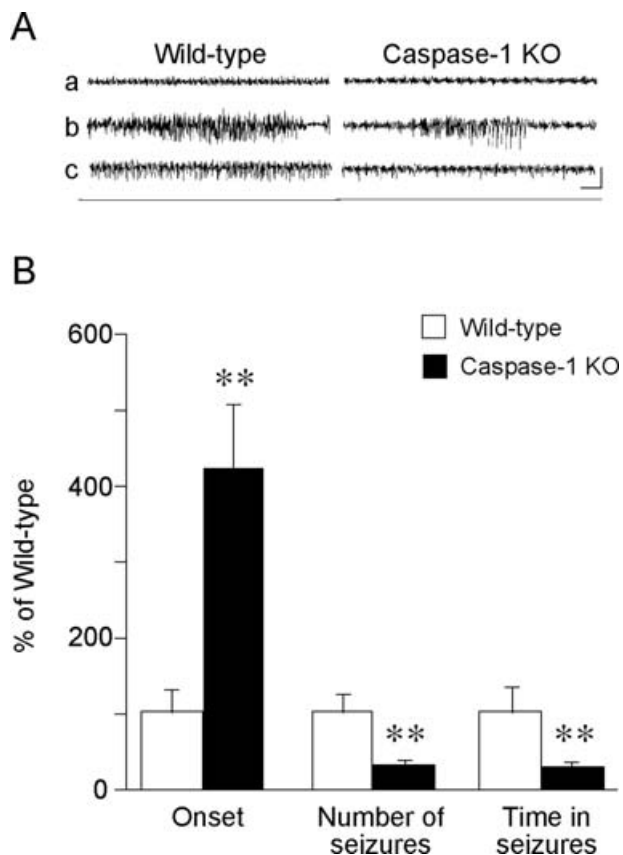 A
Wild-type Caspase-1 KO
a
b
c
B
600
Wild-type
Caspase-1 KO
**
400
% of Wild-type
200
** **
0
Onset Number of seizures Time in seizures